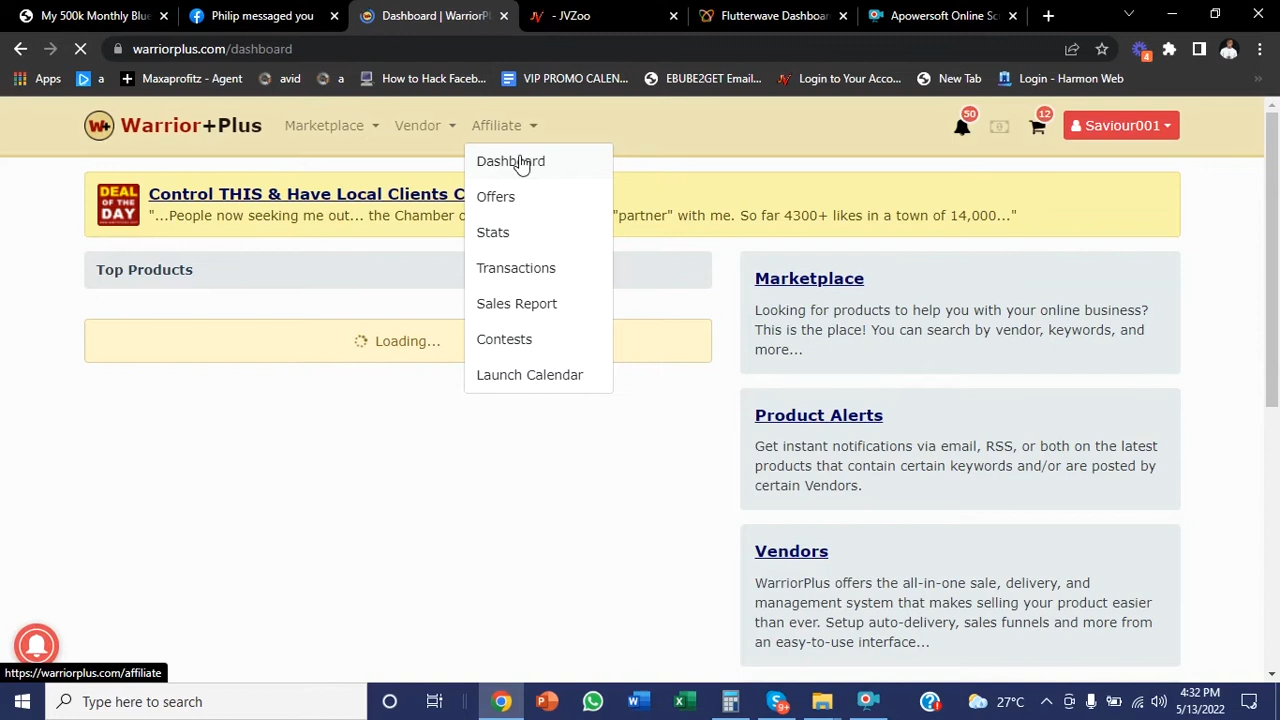 My 500k Monthly Blue
Philip messaged you
Dashboard | WarriorPl
- JVZoo
Flutterwave Dashboar
Apowersoft Online Sc
warriorplus.com/dashboard
4
Apps
a
Maxaprofitz - Agent
avid
a
How to Hack Faceb...
VIP PROMO CALEN...
EBUBE2GET Email...
Login to Your Acco...
New Tab
Login - Harmon Web
W+ Warrior+Plus
Marketplace
Vendor
Affiliate
50
12
Saviour001
Dashboard
Offers
Stats
Transactions
Sales Report
Contests
Launch Calendar
DEAL OF THE DAY
Control THIS & Have Local Clients C
"...People now seeking me out... the Chamber o
"partner" with me. So far 4300+ likes in a town of 14,000..."
Top Products
Loading...
Marketplace
Looking for products to help you with your online business?
This is the place! You can search by vendor, keywords, and
more...
Product Alerts
Get instant notifications via email, RSS, or both on the latest
products that contain certain keywords and/or are posted by
certain Vendors.
Vendors
WarriorPlus offers the all-in-one sale, delivery, and
management system that makes selling your product easier
than ever. Setup auto-delivery, sales funnels and more from
an easy-to-use interface...
https://warriorplus.com/affiliate
Type here to search
27°C
4:32 PM
5/13/2022